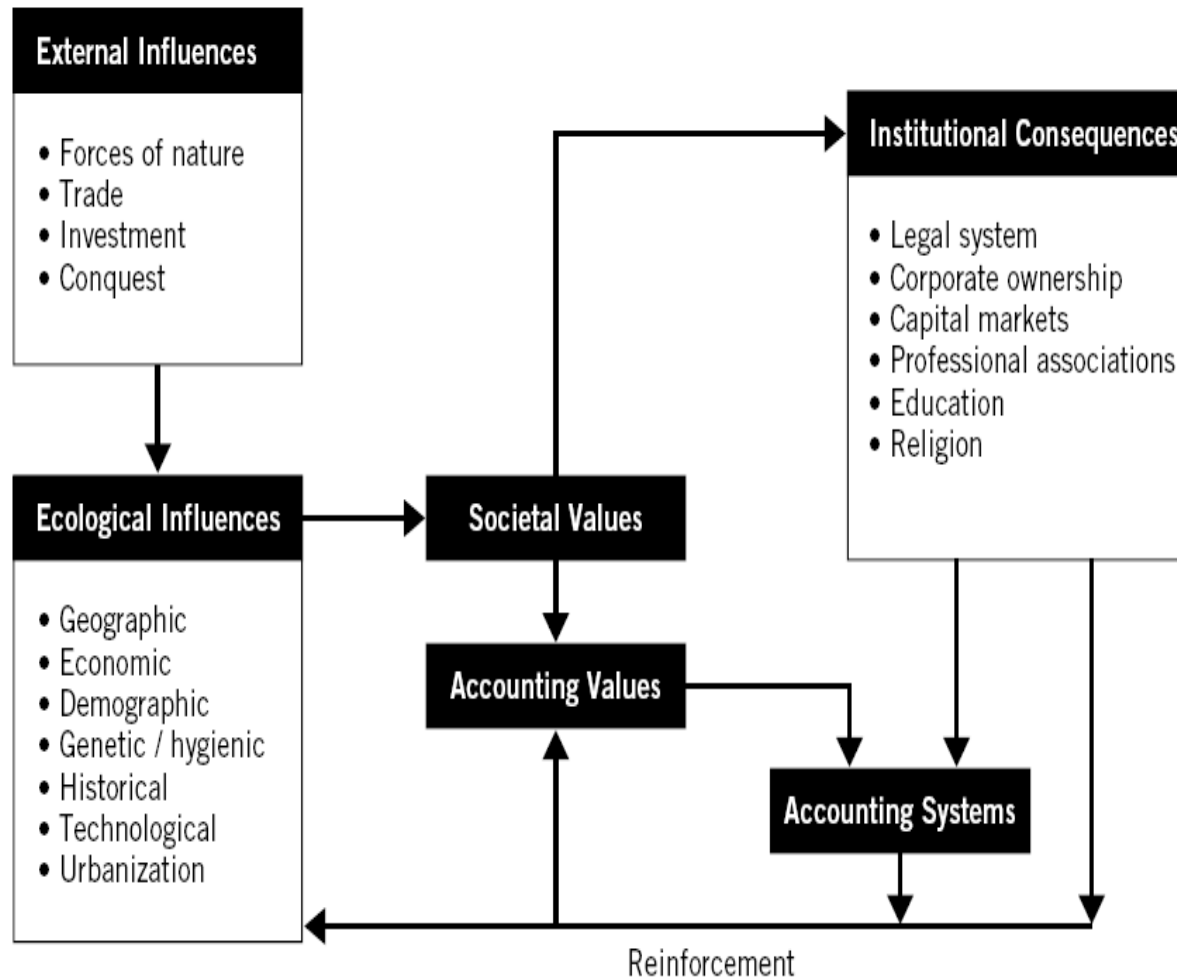 External Influences
• Forces of nature
• Trade
• Investment
• Conquest
Institutional Consequences
• Legal system
• Corporate ownership
• Capital markets
• Professional associations
• Education
• Religion
Ecological Influences
• Geographic
• Economic
• Demographic
• Genetic / hygienic
• Historical
• Technological
• Urbanization
Societal Values
Accounting Values
Accounting Systems
Reinforcement